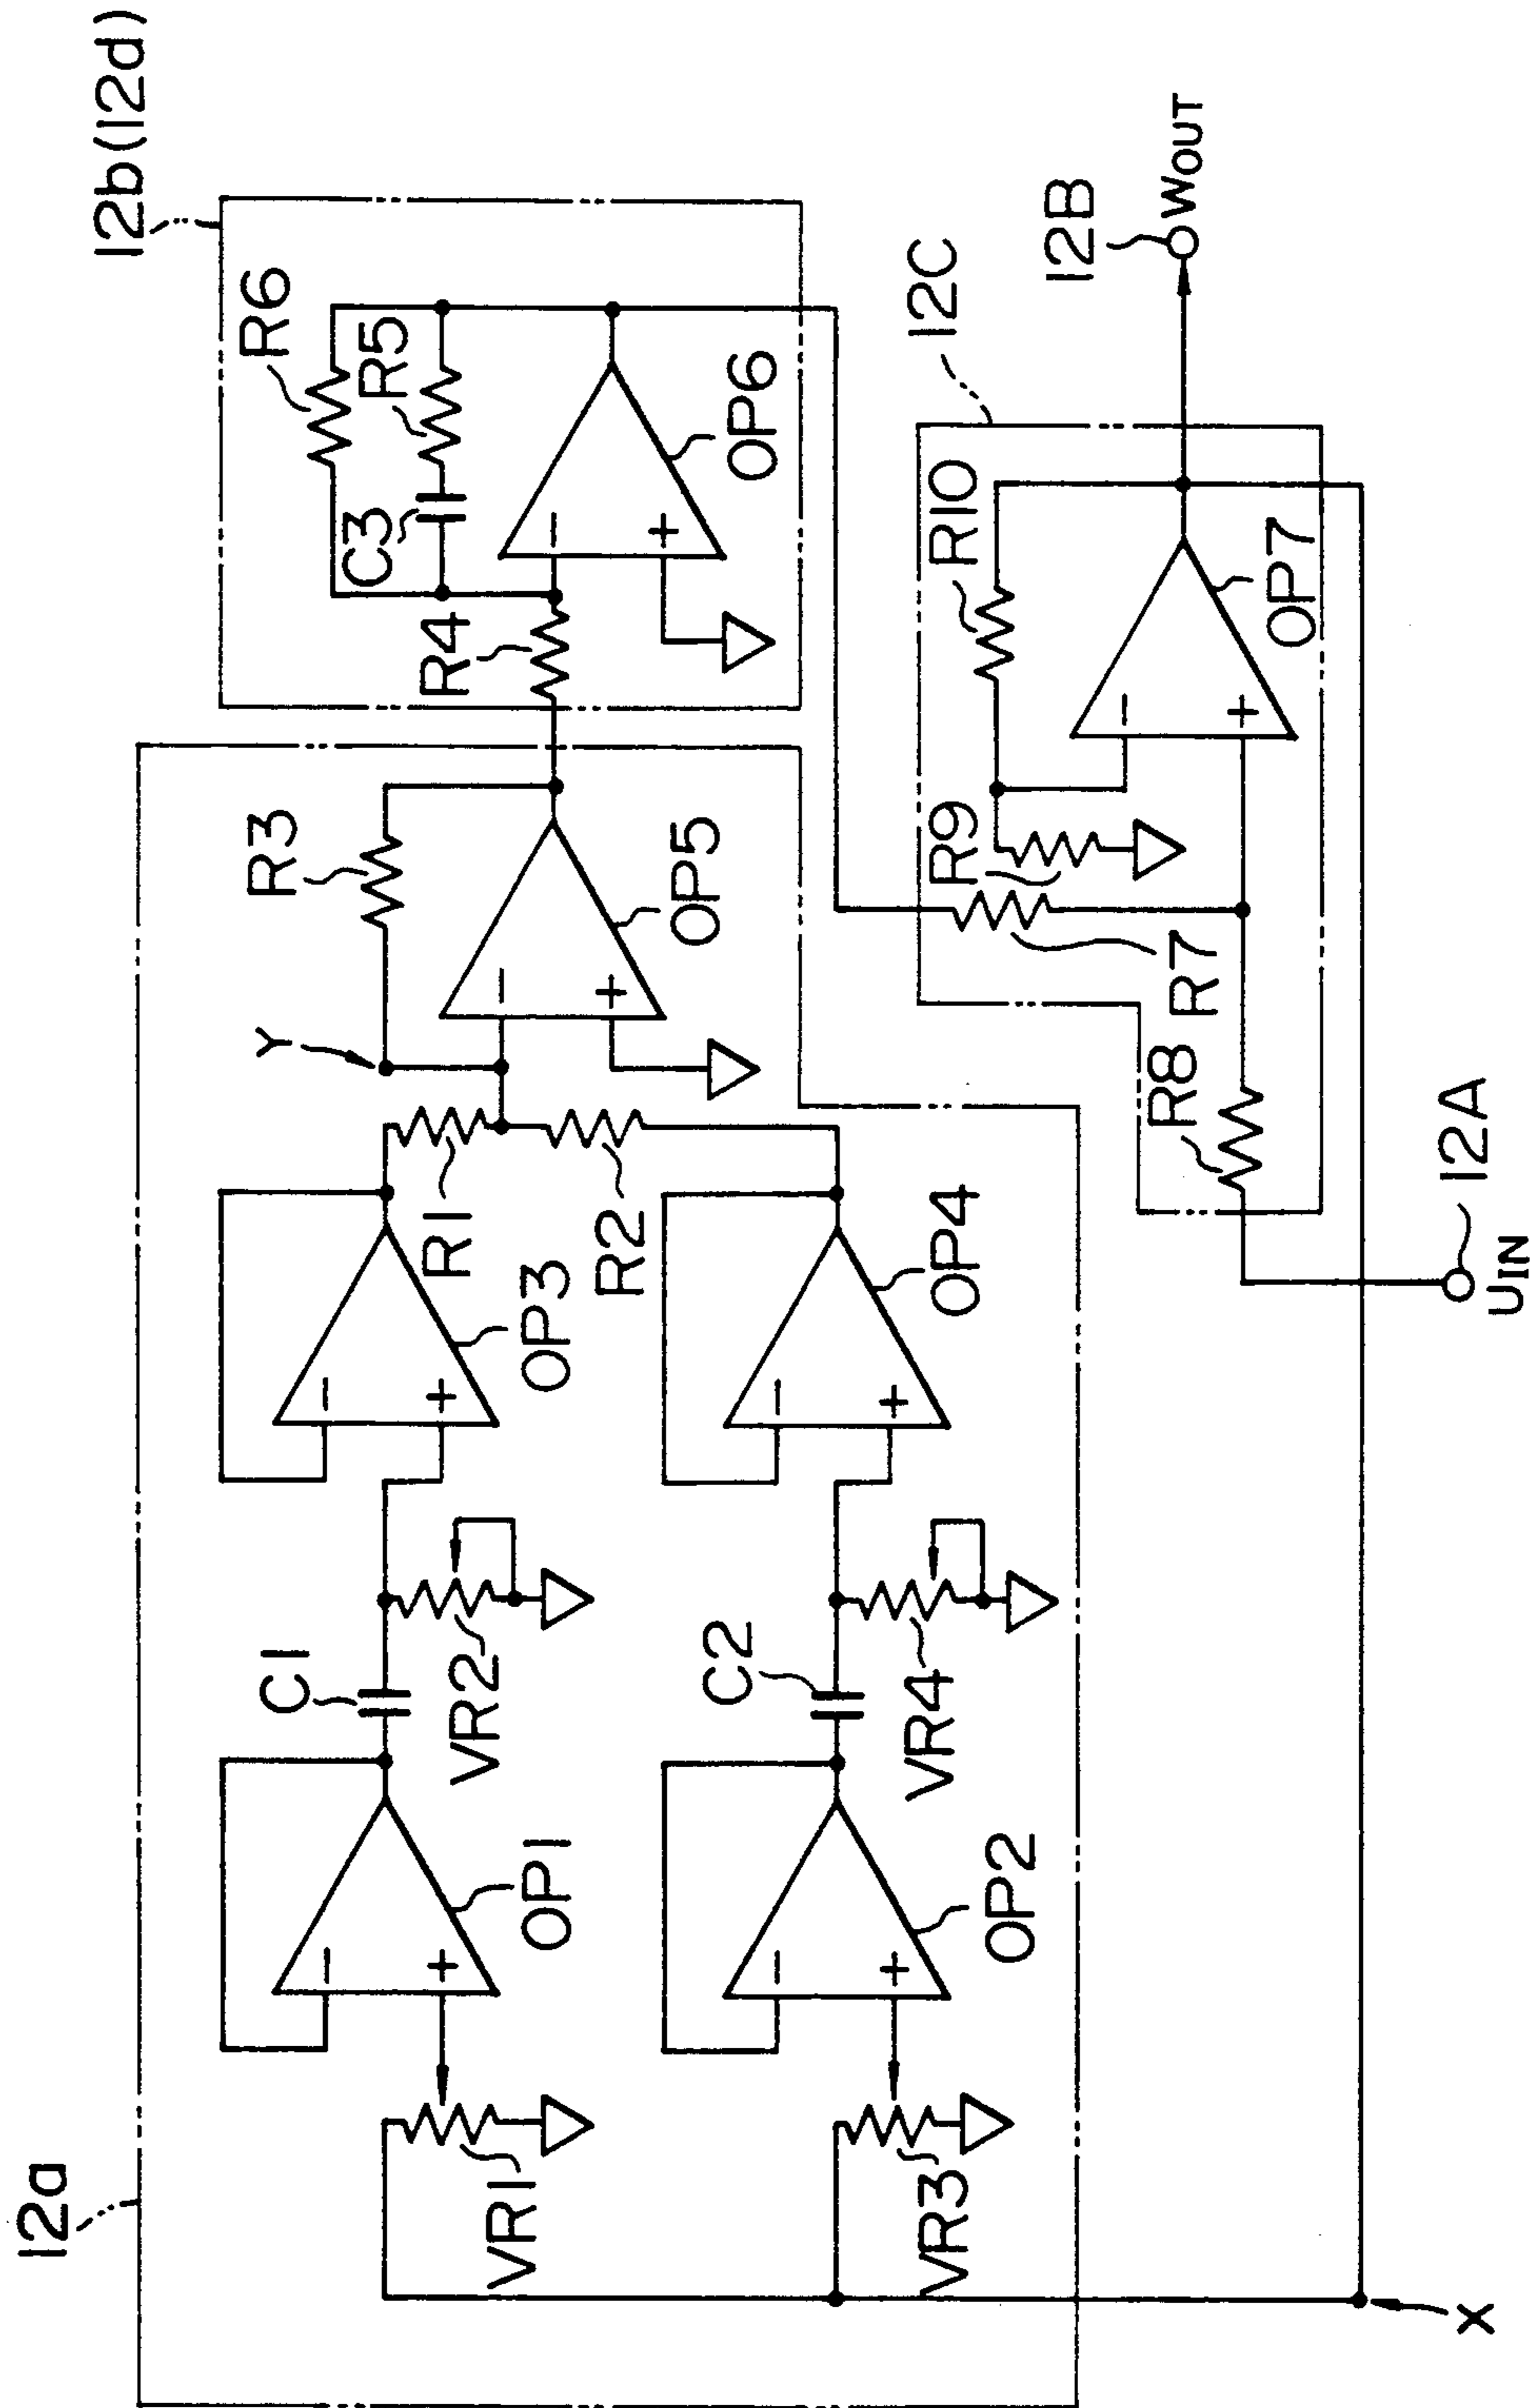 12a
12b(12d)
R6
R5
C3
R4
−
+
OP6
R3
Y
−
+
OP5
R1
−
+
OP3
C1
VR2
−
+
OP1
VR1
R2
−
+
OP4
C2
VR4
−
+
OP2
VR3
12C
R10
R9
−
+
OP7
R7
R8
12B
WOUT
12A
UIN
X